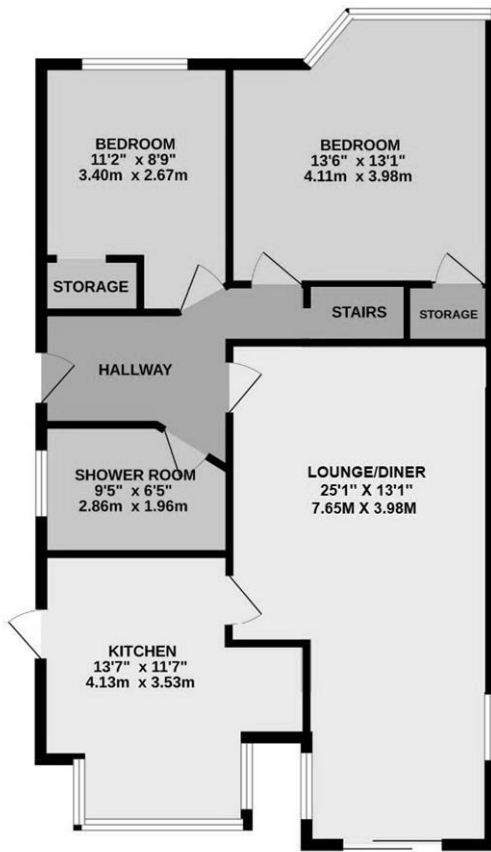 BEDROOM
11'2" x 8'9"
3.40m x 2.67m
BEDROOM
13'6" x 13'1"
4.11m x 3.98m
STORAGE
STAIRS
STORAGE
HALLWAY
SHOWER ROOM
9'5" x 6'5"
2.86m x 1.96m
LOUNGE/DINER
25'1" X 13'1"
7.65M X 3.98M
KITCHEN
13'7" x 11'7"
4.13m x 3.53m